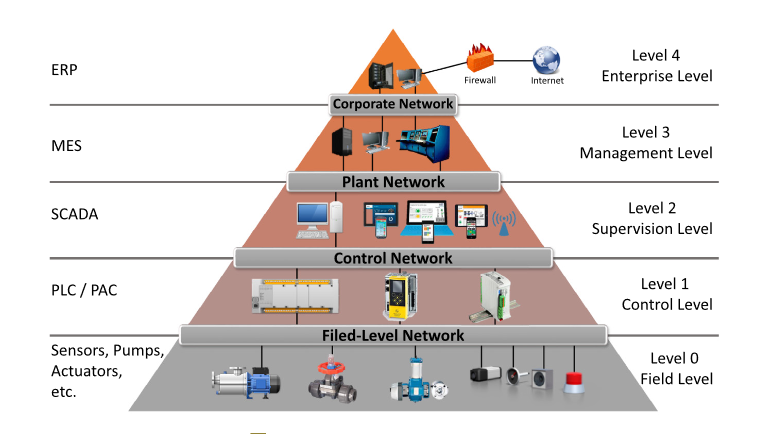 ERP
Firewall
Internet
Level 4
Enterprise Level
Corporate Network
MES
Level 3
Management Level
Plant Network
SCADA
Level 2
Supervision Level
Control Network
PLC / PAC
Level 1
Control Level
Filed-Level Network
Sensors, Pumps,
Actuators,
etc.
Level 0
Field Level